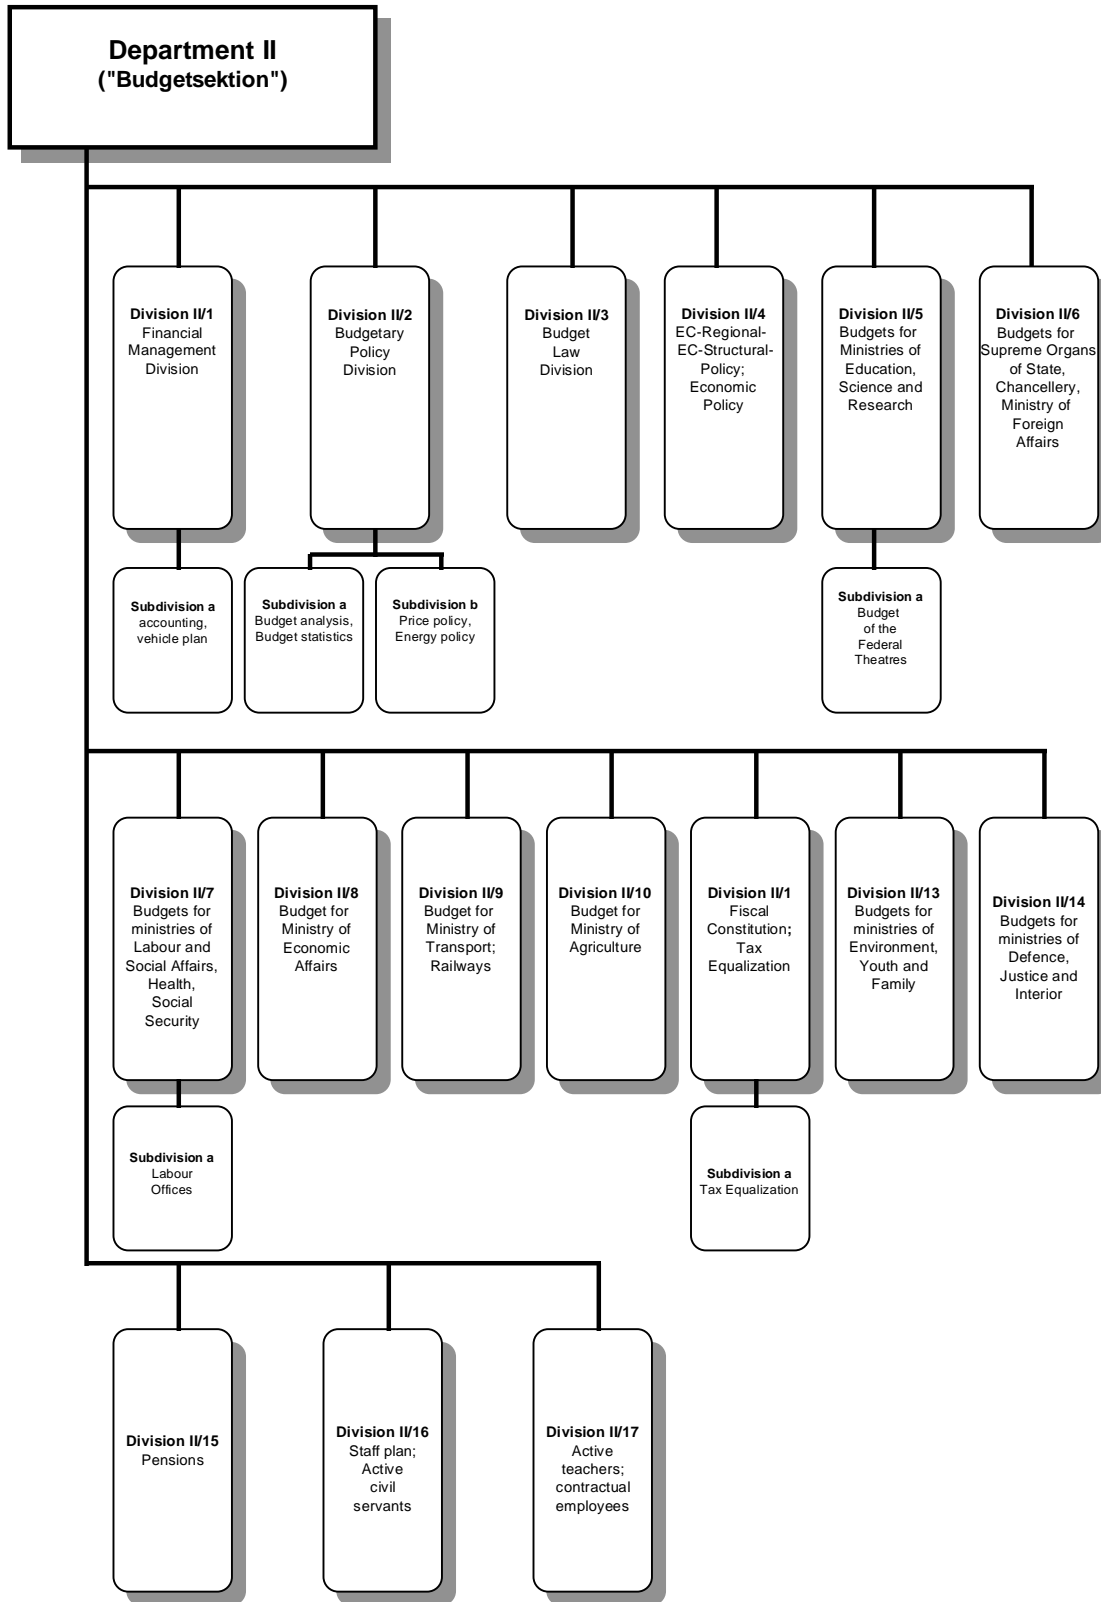 Department II
("Budgetsektion")
Division II/1
Financial
Management
Division
Division II/2
Budgetary
Policy
Division
Division II/3
Budget
Law
Division
Division II/4
EC-Regional-
EC-Structural-
Policy;
Economic
Policy
Division II/5
Budgets for
Ministries of
Education,
Science and
Research
Division II/6
Budgets for
Supreme Organs
of State,
Chancellery,
Ministry of
Foreign
Affairs
Subdivision a
accounting,
vehicle plan
Subdivision a
Budget analysis,
Budget statistics
Subdivision b
Price policy,
Energy policy
Subdivision a
Budget
of the
Federal
Theatres
Division II/7
Budgets for
ministries of
Labour and
Social Affairs,
Health,
Social
Security
Division II/8
Budget for
Ministry of
Economic
Affairs
Division II/9
Budget for
Ministry of
Transport;
Railways
Division II/10
Budget for
Ministry of
Agriculture
Division II/1
Fiscal
Constitution;
Tax
Equalization
Division II/13
Budgets for
ministries of
Environment,
Youth and
Family
Division II/14
Budgets for
ministries of
Defence,
Justice and
Interior
Subdivision a
Labour
Offices
Subdivision a
Tax Equalization
Division II/15
Pensions
Division II/16
Staff plan;
Active
civil
servants
Division II/17
Active
teachers;
contractual
employees